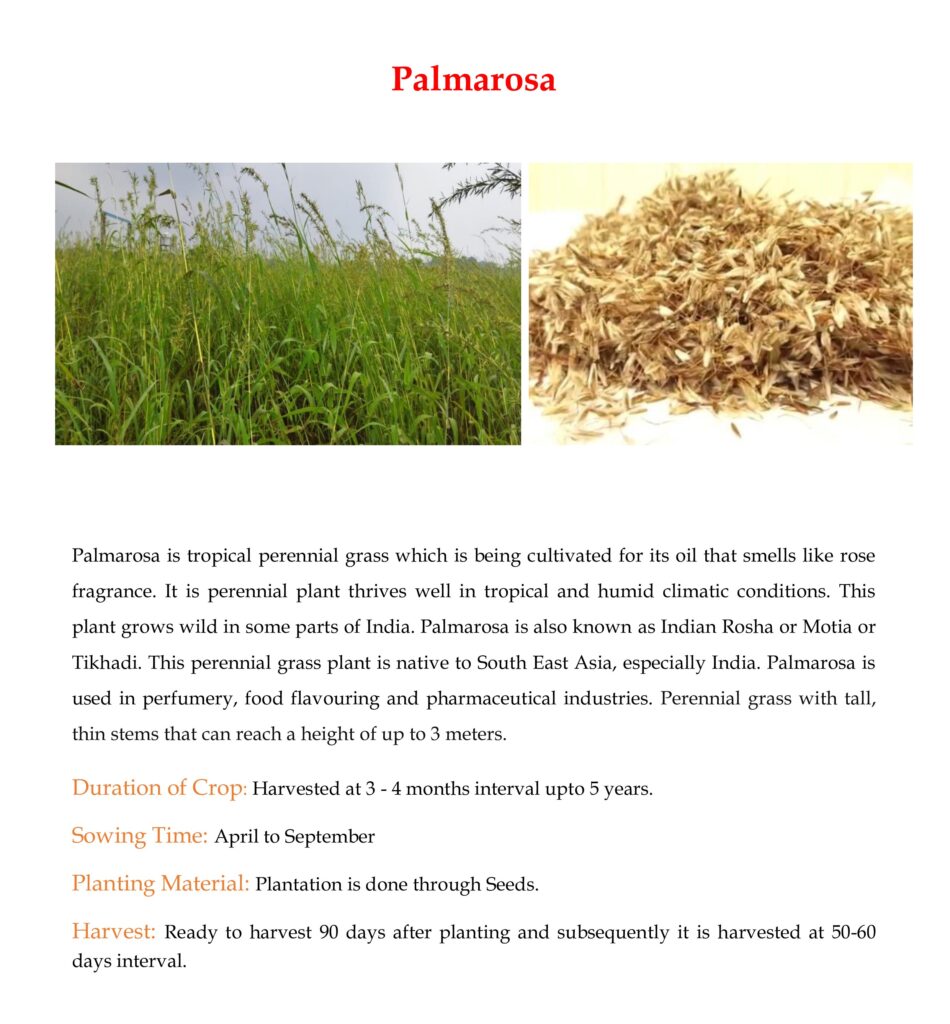 Palmarosa
Palmarosa is tropical perennial grass which is being cultivated for its oil that smells like rose
fragrance. It is perennial plant thrives well in tropical and humid climatic conditions. This
plant grows wild in some parts of India. Palmarosa is also known as Indian Rosha or Motia or
Tikhadi. This perennial grass plant is native to South East Asia, especially India. Palmarosa is
used in perfumery, food flavouring and pharmaceutical industries. Perennial grass with tall,
thin stems that can reach a height of up to 3 meters.
Duration of Crop: Harvested at 3 - 4 months interval upto 5 years.
Sowing Time: April to September
Planting Material: Plantation is done through Seeds.
Harvest: Ready to harvest 90 days after planting and subsequently it is harvested at 50-60
days interval.